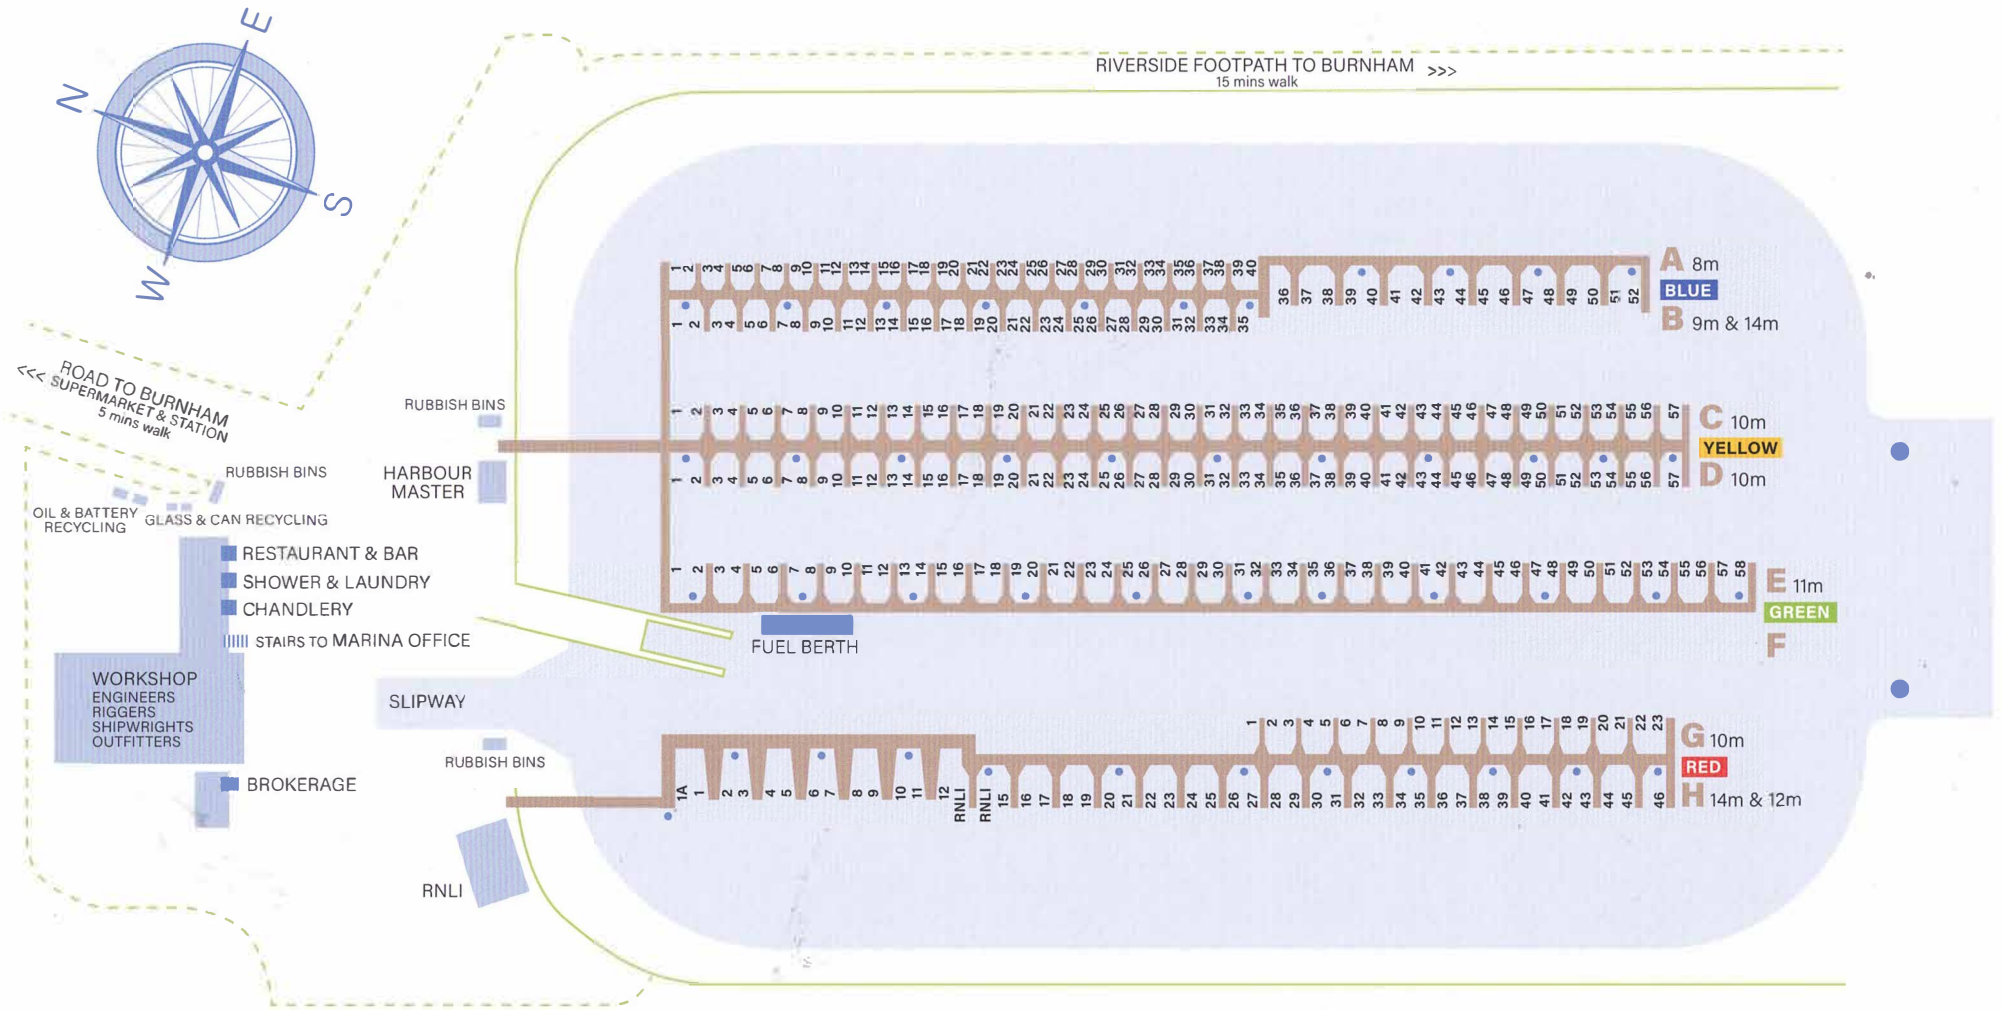 E
N
S
W
RIVERSIDE FOOTPATH TO BURNHAM >>>
15 mins walk
1 2 3 4 5 6 7 8 9 10 11 12 13 14 15 16 17 18 19 20 21 22 23 24 25 26 27 28 29 30 31 32 33 34 35 36 37 38 39 40
A 8m
BLUE
36 37 38 39 40 41 42 43 44 45 46 47 48 49 50 51 52
1 2 3 4 5 6 7 8 9 10 11 12 13 14 15 16 17 18 19 20 21 22 23 24 25 26 27 28 29 30 31 32 33 34 35
B 9m & 14m
<<< ROAD TO BURNHAM
SUPERMARKET & STATION
5 mins walk
RUBBISH BINS
HARBOUR
MASTER
1 2 3 4 5 6 7 8 9 10 11 12 13 14 15 16 17 18 19 20 21 22 23 24 25 26 27 28 29 30 31 32 33 34 35 36 37 38 39 40 41 42 43 44 45 46 47 48 49 50 51 52 53 54 55 56 57
C 10m
YELLOW
1 2 3 4 5 6 7 8 9 10 11 12 13 14 15 16 17 18 19 20 21 22 23 24 25 26 27 28 29 30 31 32 33 34 35 36 37 38 39 40 41 42 43 44 45 46 47 48 49 50 51 52 53 54 55 56 57
D 10m
RUBBISH BINS
OIL & BATTERY
RECYCLING
GLASS & CAN RECYCLING
RESTAURANT & BAR
SHOWER & LAUNDRY
CHANDLERY
STAIRS TO MARINA OFFICE
1 2 3 4 5 6 7 8 9 10 11 12 13 14 15 16 17 18 19 20 21 22 23 24 25 26 27 28 29 30 31 32 33 34 35 36 37 38 39 40 41 42 43 44 45 46 47 48 49 50 51 52 53 54 55 56 57 58
E 11m
GREEN
F
FUEL BERTH
WORKSHOP
ENGINEERS
RIGGERS
SHIPWRIGHTS
OUTFITTERS
SLIPWAY
RUBBISH BINS
BROKERAGE
RNLI
1 2 3 4 5 6 7 8 9 10 11 12 13 14 15 16 17 18 19 20 21 22 23
G 10m
RED
1A 1 2 3 4 5 6 7 8 9 10 11 12 RNLI RNLI 15 16 17 18 19 20 21 22 23 24 25 26 27 28 29 30 31 32 33 34 35 36 37 38 39 40 41 42 43 44 45 46
H 14m & 12m